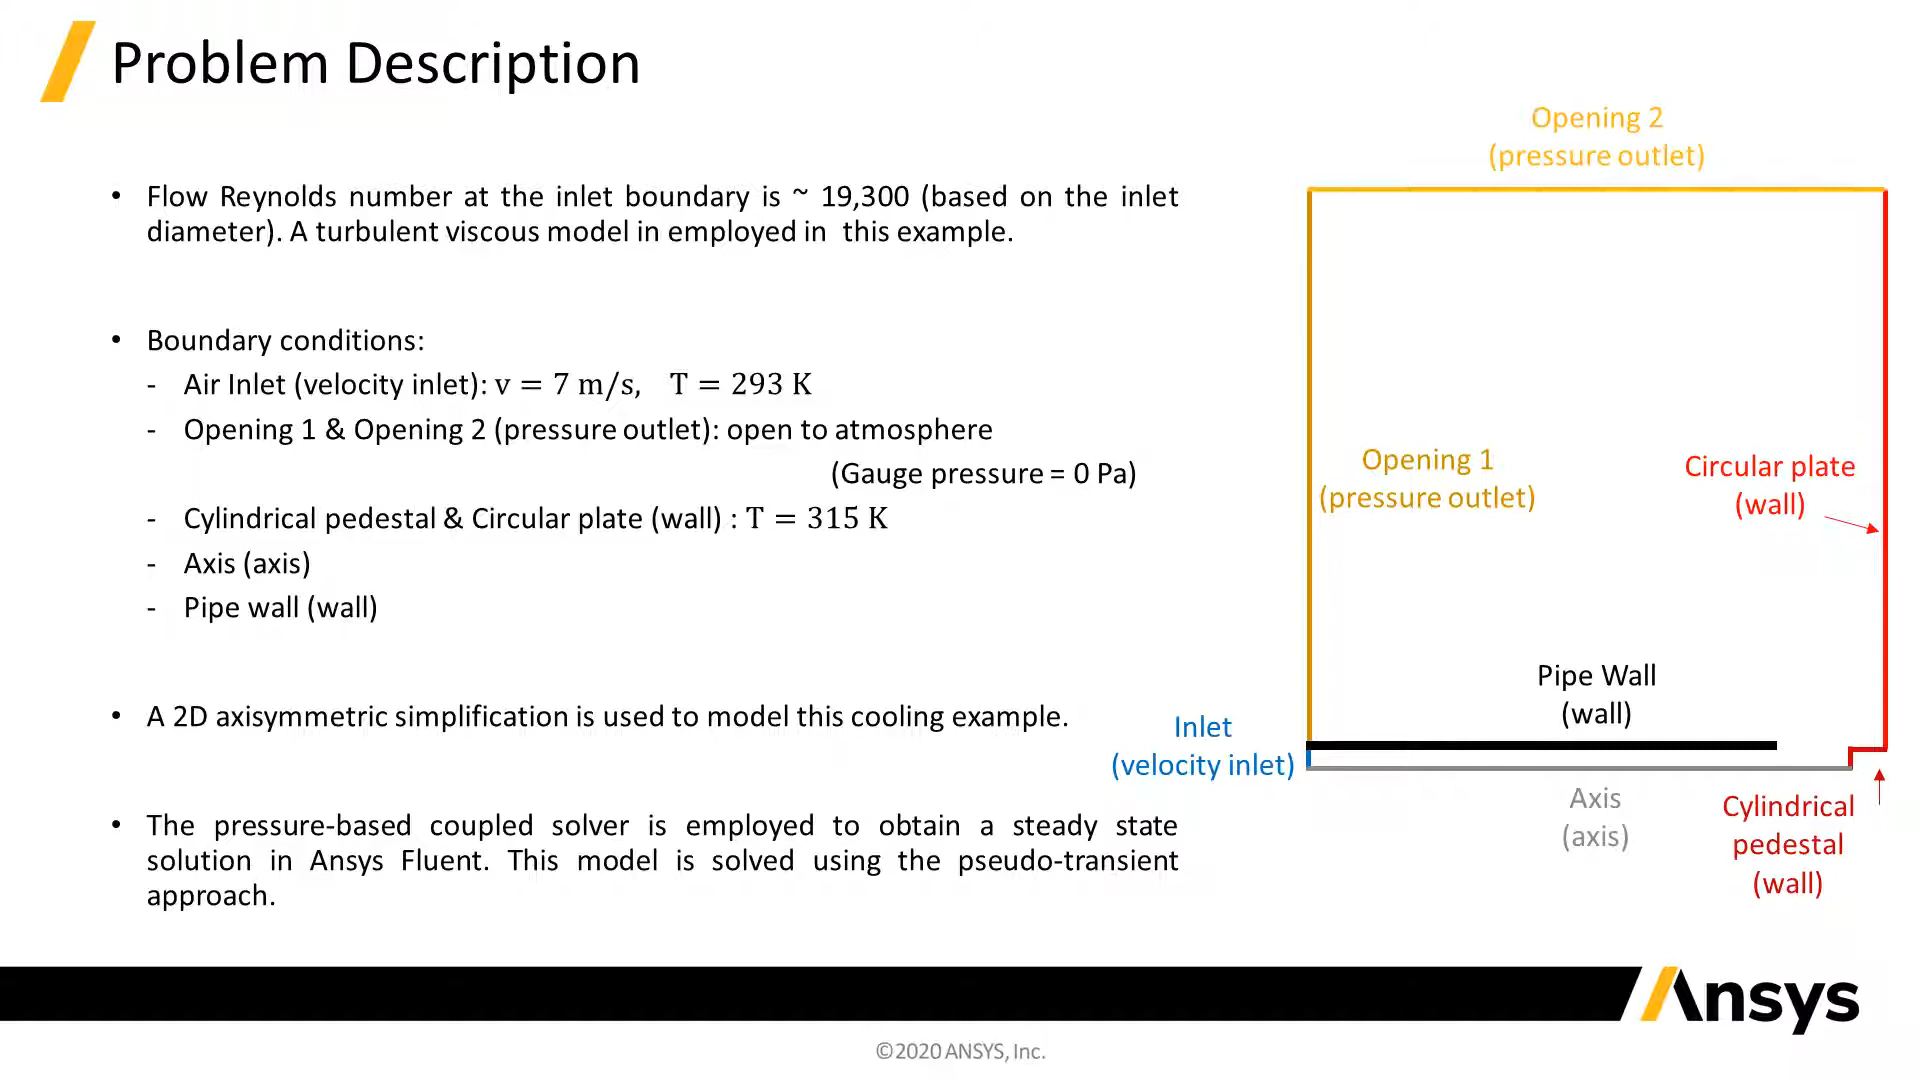 Problem Description
• Flow Reynolds number at the inlet boundary is ~ 19,300 (based on the inlet
diameter). A turbulent viscous model in employed in this example.
• Boundary conditions:
- Air Inlet (velocity inlet): v = 7 m/s, T = 293 K
- Opening 1 & Opening 2 (pressure outlet): open to atmosphere
(Gauge pressure = 0 Pa)
- Cylindrical pedestal & Circular plate (wall) : T = 315 K
- Axis (axis)
- Pipe wall (wall)
• A 2D axisymmetric simplification is used to model this cooling example.
• The pressure-based coupled solver is employed to obtain a steady state
solution in Ansys Fluent. This model is solved using the pseudo-transient
approach.
Opening 2
(pressure outlet)
Opening 1
(pressure outlet)
Circular plate
(wall)
Pipe Wall
(wall)
Inlet
(velocity inlet)
Axis
(axis)
Cylindrical
pedestal
(wall)
Ansys
©2020 ANSYS, Inc.